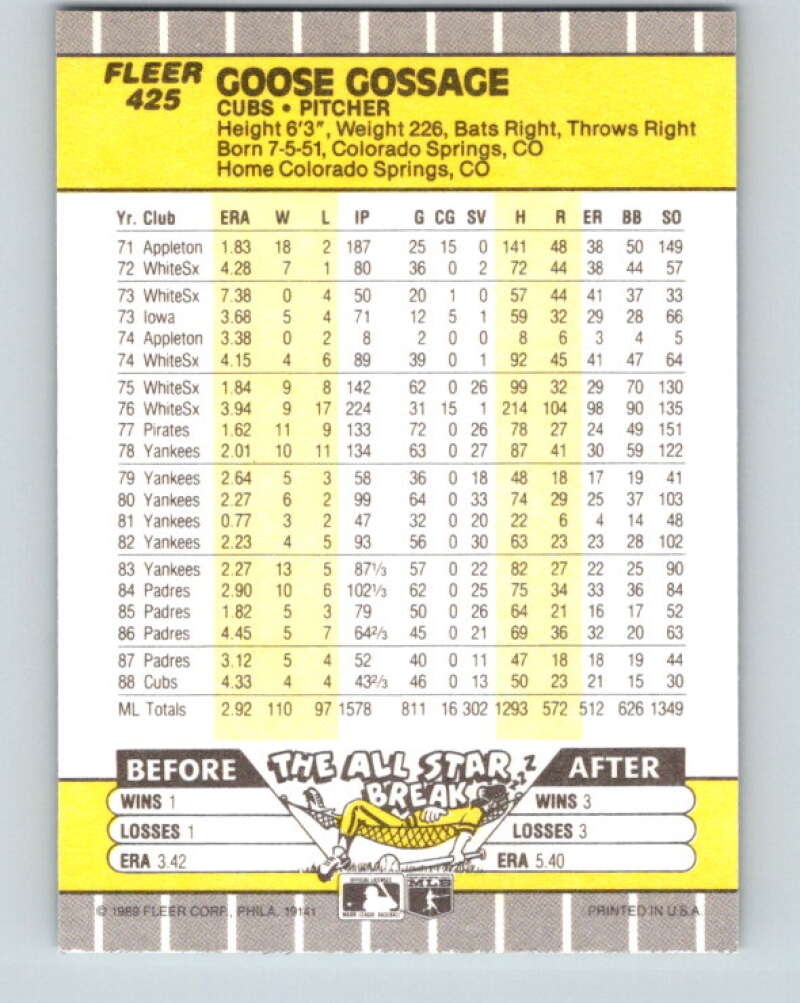 FLEER
425
GOOSE GOSSAGE
CUBS • PITCHER
Height 6'3", Weight 226, Bats Right, Throws Right
Born 7-5-51, Colorado Springs, CO
Home Colorado Springs, CO
Yr. Club ERA W L IP G CG SV H R ER BB SO
71 Appleton 1.83 18 2 187 25 15 0 141 48 38 50 149
72 WhiteSx 4.28 7 1 80 36 0 2 72 44 38 44 57
73 WhiteSx 7.38 0 4 50 20 1 0 57 44 41 37 33
73 Iowa 3.68 5 4 71 12 5 1 59 32 29 28 66
74 Appleton 3.38 0 2 8 2 0 0 8 6 3 4 5
74 WhiteSx 4.15 4 6 89 39 0 1 92 45 41 47 64
75 WhiteSx 1.84 9 8 142 62 0 26 99 32 29 70 130
76 WhiteSx 3.94 9 17 224 31 15 1 214 104 98 90 135
77 Pirates 1.62 11 9 133 72 0 26 78 27 24 49 151
78 Yankees 2.01 10 11 134 63 0 27 87 41 30 59 122
79 Yankees 2.64 5 3 58 36 0 18 48 18 17 19 41
80 Yankees 2.27 6 2 99 64 0 33 74 29 25 37 103
81 Yankees 0.77 3 2 47 32 0 20 22 6 4 14 48
82 Yankees 2.23 4 5 93 56 0 30 63 23 23 28 102
83 Yankees 2.27 13 5 87⅓ 57 0 22 82 27 22 25 90
84 Padres 2.90 10 6 102⅓ 62 0 25 75 34 33 36 84
85 Padres 1.82 5 3 79 50 0 26 64 21 16 17 52
86 Padres 4.45 5 7 64⅔ 45 0 21 69 36 32 20 63
87 Padres 3.12 5 4 52 40 0 11 47 18 18 19 44
88 Cubs 4.33 4 4 43⅔ 46 0 13 50 23 21 15 30
ML Totals 2.92 110 97 1578 811 16 302 1293 572 512 626 1349
BEFORE THE ALL STAR BREAK ZZZ AFTER
WINS 1 WINS 3
LOSSES 1 LOSSES 3
ERA 3.42 ERA 5.40
OFFICIAL LICENSEE
MAJOR LEAGUE BASEBALL
MLB
© 1989 FLEER CORP., PHILA. 19141 PRINTED IN U.S.A.